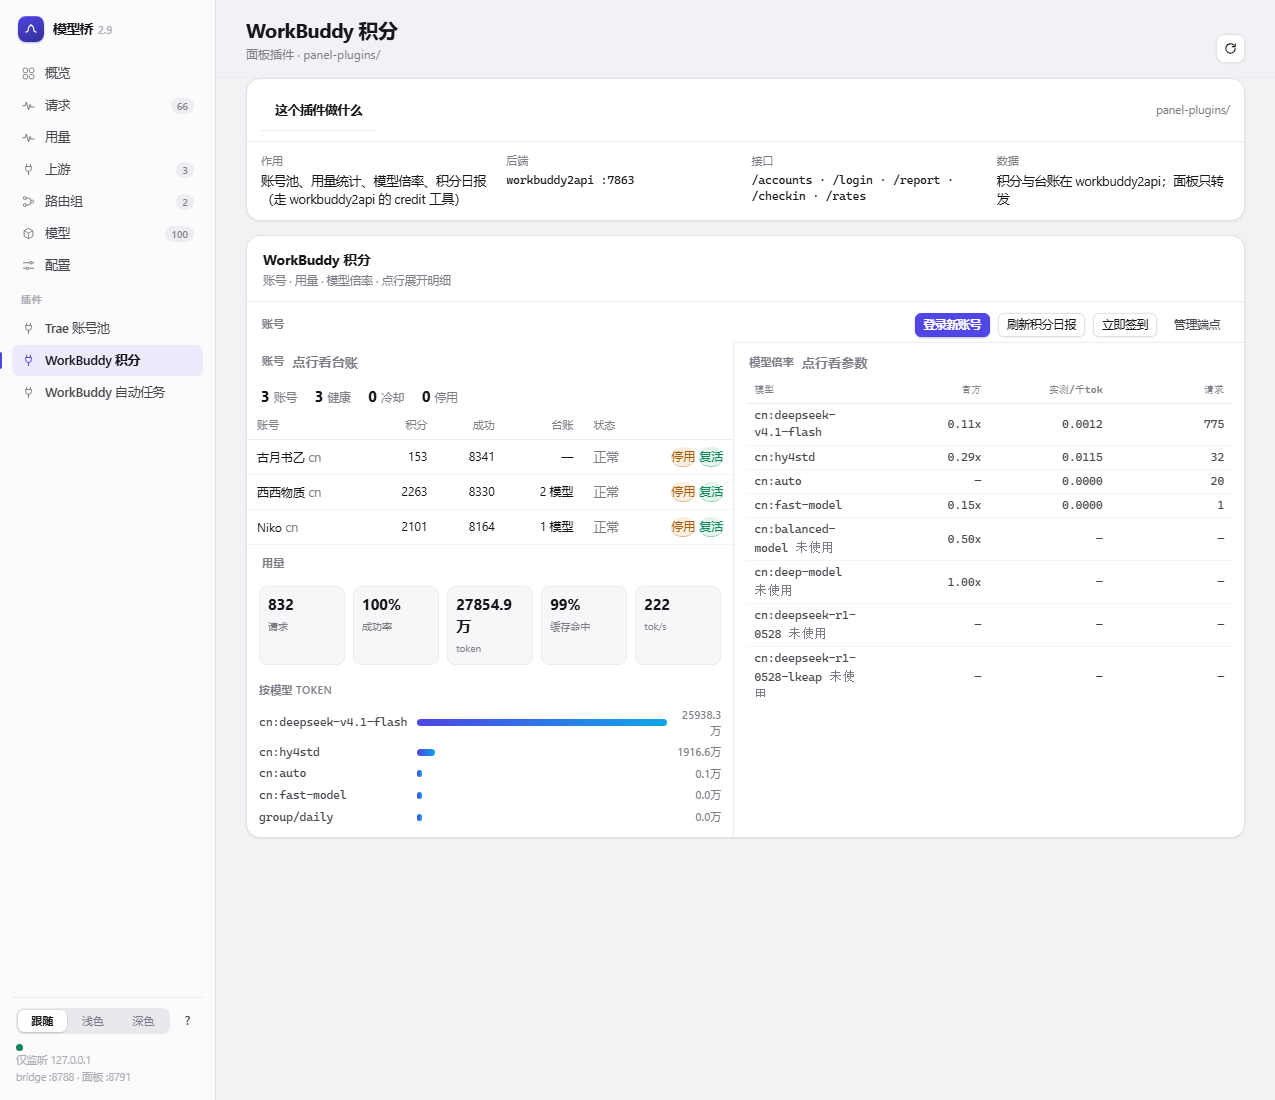 模型桥 2.9
概览
请求 66
用量
上游 3
路由组 2
模型 100
配置
插件
Trae 账号池
WorkBuddy 积分
WorkBuddy 自动任务
跟随 浅色 深色 ?
仅监听 127.0.0.1
bridge :8788 · 面板 :8791
WorkBuddy 积分
面板插件 · panel-plugins/
这个插件做什么
panel-plugins/
作用
账号池、用量统计、模型倍率、积分日报
（走 workbuddy2api 的 credit 工具）
后端
workbuddy2api :7863
接口
/accounts · /login · /report ·
/checkin · /rates
数据
积分与台账在 workbuddy2api；面板只转
发
WorkBuddy 积分
账号 · 用量 · 模型倍率 · 点行展开明细
账号
登录新账号 刷新积分日报 立即签到 管理端点
账号 点行看台账
3 账号 3 健康 0 冷却 0 停用
账号 积分 成功 台账 状态
古月书乙 cn 153 8341 — 正常 停用 复活
西西物质 cn 2263 8330 2 模型 正常 停用 复活
Niko cn 2101 8164 1 模型 正常 停用 复活
用量
832
请求
100%
成功率
27854.9
万
token
99%
缓存命中
222
tok/s
按模型 TOKEN
cn:deepseek-v4.1-flash 25938.3
万
cn:hy4std 1916.6万
cn:auto 0.1万
cn:fast-model 0.0万
group/daily 0.0万
模型倍率 点行看参数
模型 官方 实测/千tok 请求
cn:deepseek-
v4.1-flash 0.11x 0.0012 775
cn:hy4std 0.29x 0.0115 32
cn:auto — 0.0000 20
cn:fast-model 0.15x 0.0000 1
cn:balanced-
model 未使用 0.50x — —
cn:deep-model
未使用 1.00x — —
cn:deepseek-r1-
0528 未使用 — — —
cn:deepseek-r1-
0528-lkeap 未使 — — —
用